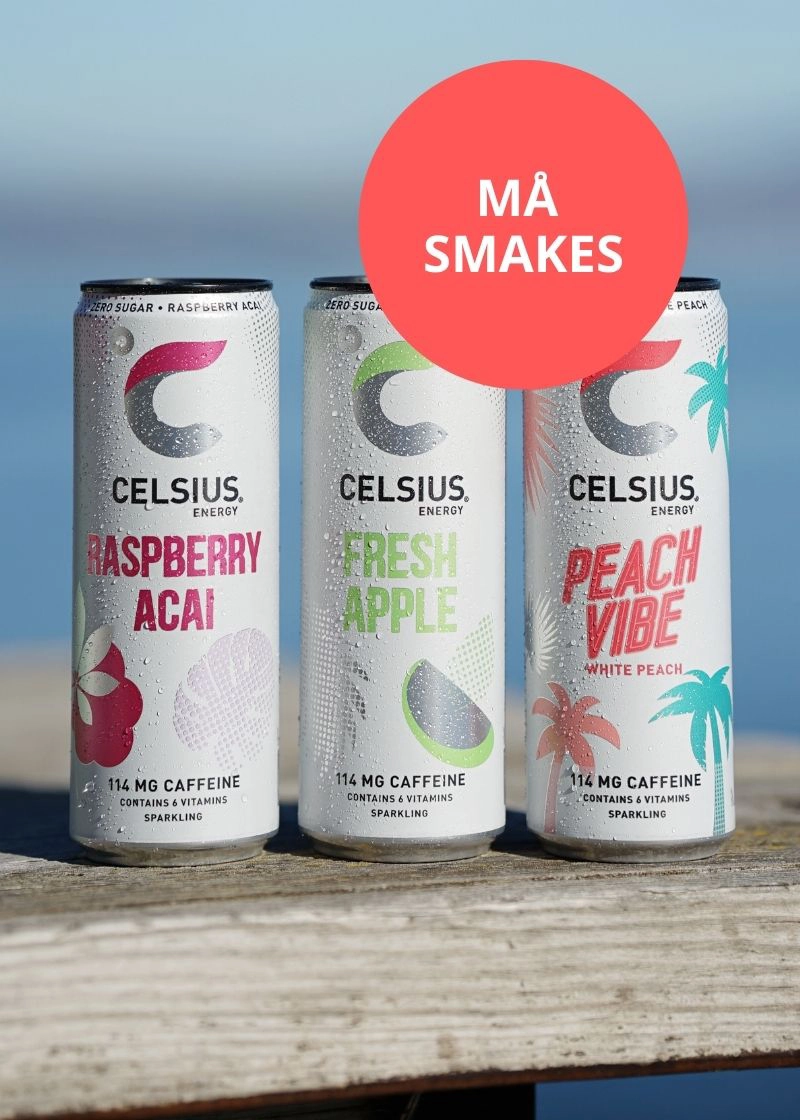 MÅ
SMAKES
ZERO SUGAR • RASPBERRY ACAI
CELSIUS®
ENERGY
RASPBERRY
ACAI
114 MG CAFFEINE
CONTAINS 6 VITAMINS
SPARKLING
ZERO SUGAR
CELSIUS®
ENERGY
FRESH
APPLE
114 MG CAFFEINE
CONTAINS 6 VITAMINS
SPARKLING
PEACH
CELSIUS®
ENERGY
PEACH
VIBE
WHITE PEACH
114 MG CAFFEINE
CONTAINS 6 VITAMINS
SPARKLING